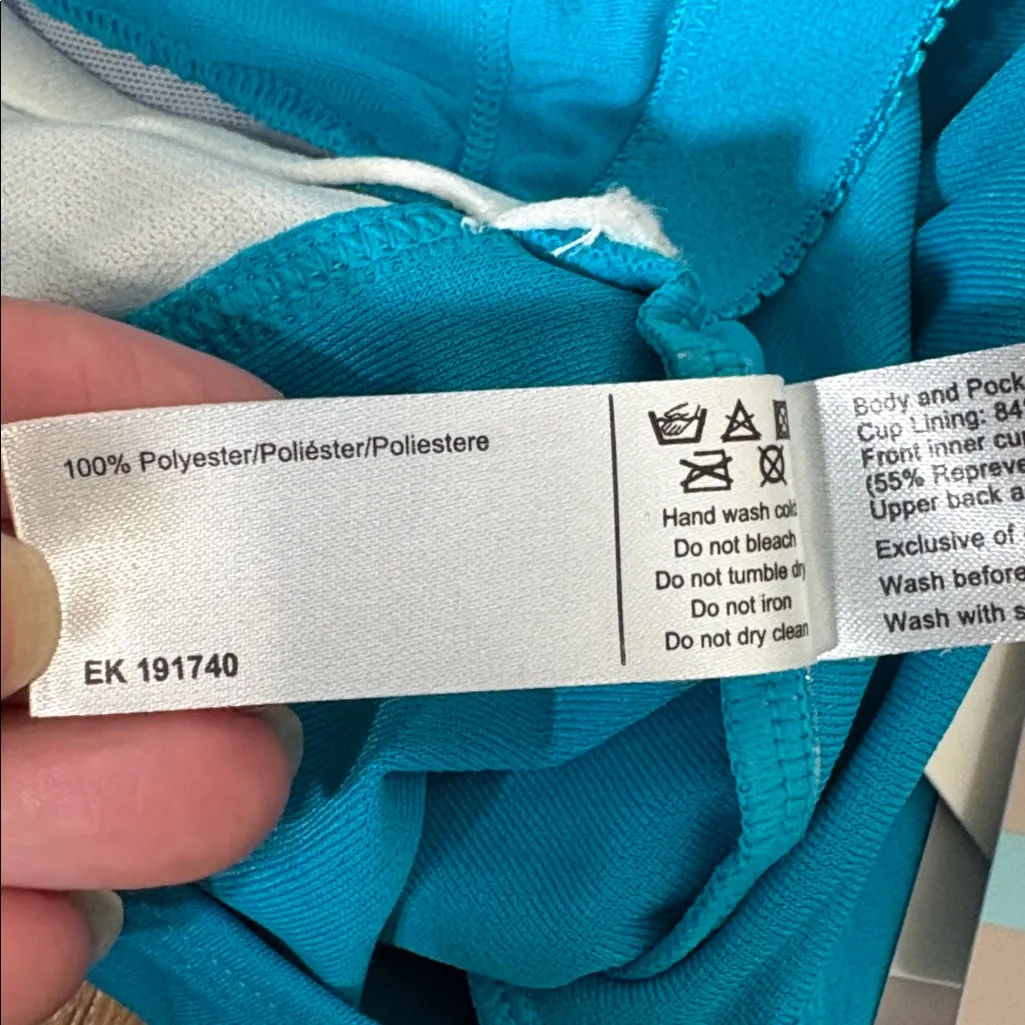 100% Polyester/Poliéster/Poliestere
EK 191740
Hand wash cold
Do not bleach
Do not tumble dry
Do not iron
Do not dry clean
Body and Pock
Cup Lining: 84
Front inner cu
(55% Repreve
Upper back a
Exclusive of
Wash before
Wash with s